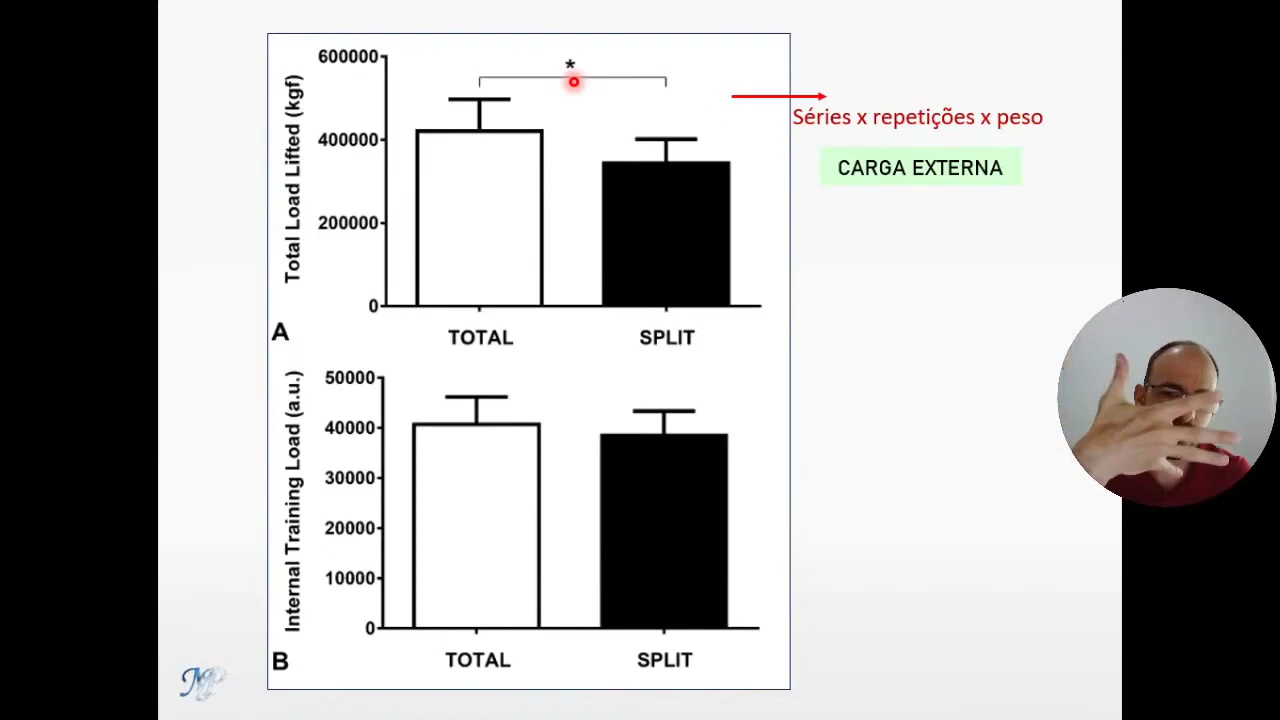 600000
400000
200000
0
Total Load Lifted (kgf)
*
TOTAL SPLIT
A
Séries x repetições x peso
CARGA EXTERNA
50000
40000
30000
20000
10000
0
Internal Training Load (a.u.)
TOTAL SPLIT
B